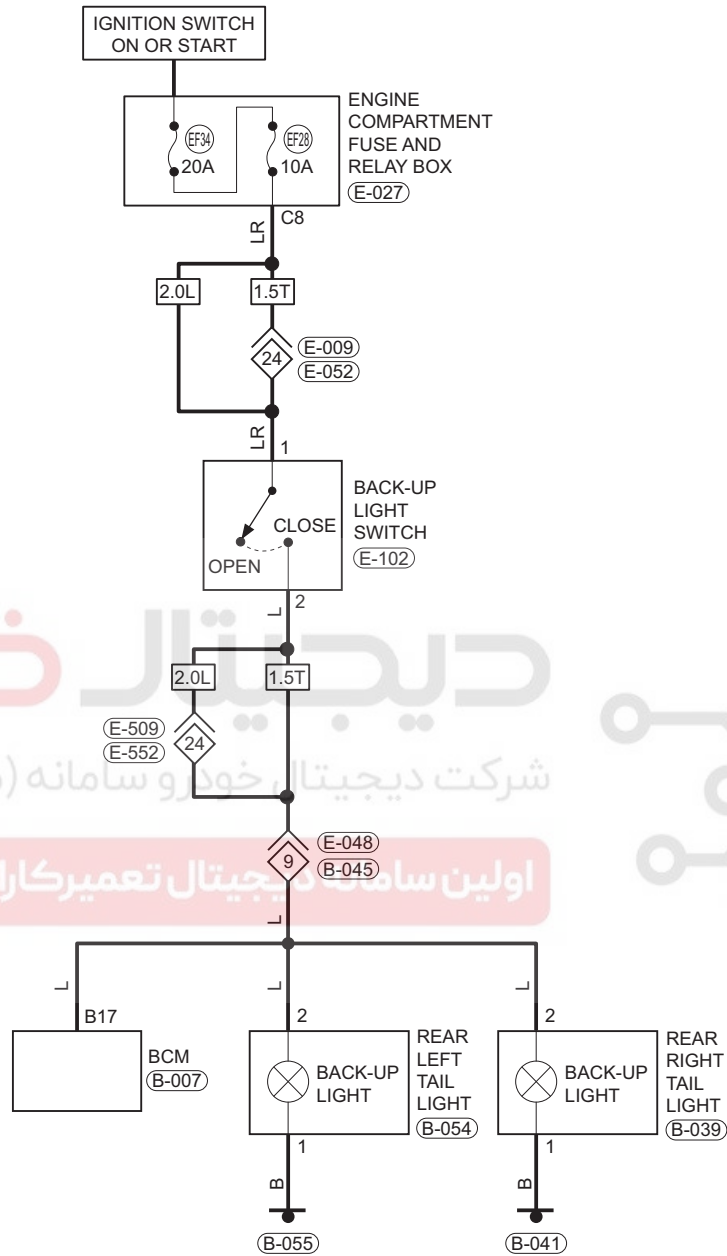 IGNITION SWITCH
ON OR START
ENGINE
COMPARTMENT
FUSE AND
RELAY BOX
E-027
EF34
20A
EF28
10A
C8
LR
2.0L
1.5T
24
E-009
E-052
LR
1
BACK-UP
LIGHT
SWITCH
E-102
CLOSE
OPEN
2
L
دیجیتال
2.0L
1.5T
E-509
E-552
24
شرکت دیجیتال خودرو سامانه
9
E-048
B-045
L
L
L
L
B17
BCM
B-007
2
BACK-UP
LIGHT
REAR
LEFT
TAIL
LIGHT
B-054
1
B
B-055
2
BACK-UP
LIGHT
REAR
RIGHT
TAIL
LIGHT
B-039
1
B
B-041